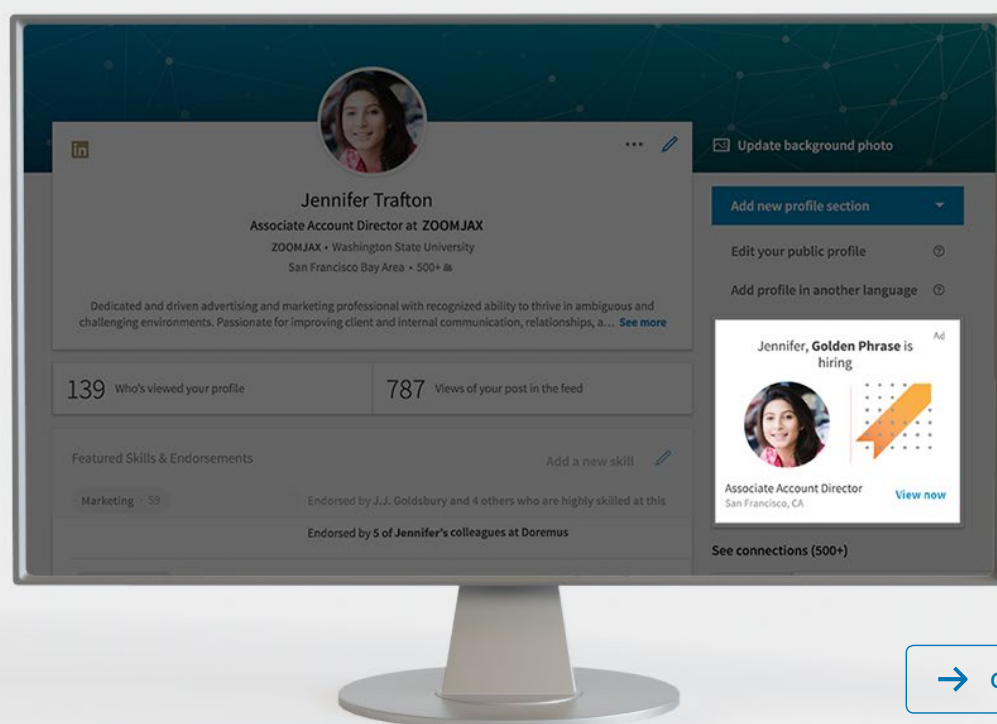 in
Update background photo
Jennifer Trafton
Associate Account Director at ZOOMJAX
ZOOMJAX • Washington State University
San Francisco Bay Area • 500+
Dedicated and driven advertising and marketing professional with recognized ability to thrive in ambiguous and
challenging environments. Passionate for improving client and internal communication, relationships, a... See more
139 Who's viewed your profile
787 Views of your post in the feed
Featured Skills & Endorsements
Add a new skill
Marketing · 59
Endorsed by J.J. Goldsbury and 4 others who are highly skilled at this
Endorsed by 5 of Jennifer's colleagues at Doremus
Add new profile section
Edit your public profile
Add profile in another language
Ad
Jennifer, Golden Phrase is
hiring
Associate Account Director
San Francisco, CA
View now
See connections (500+)